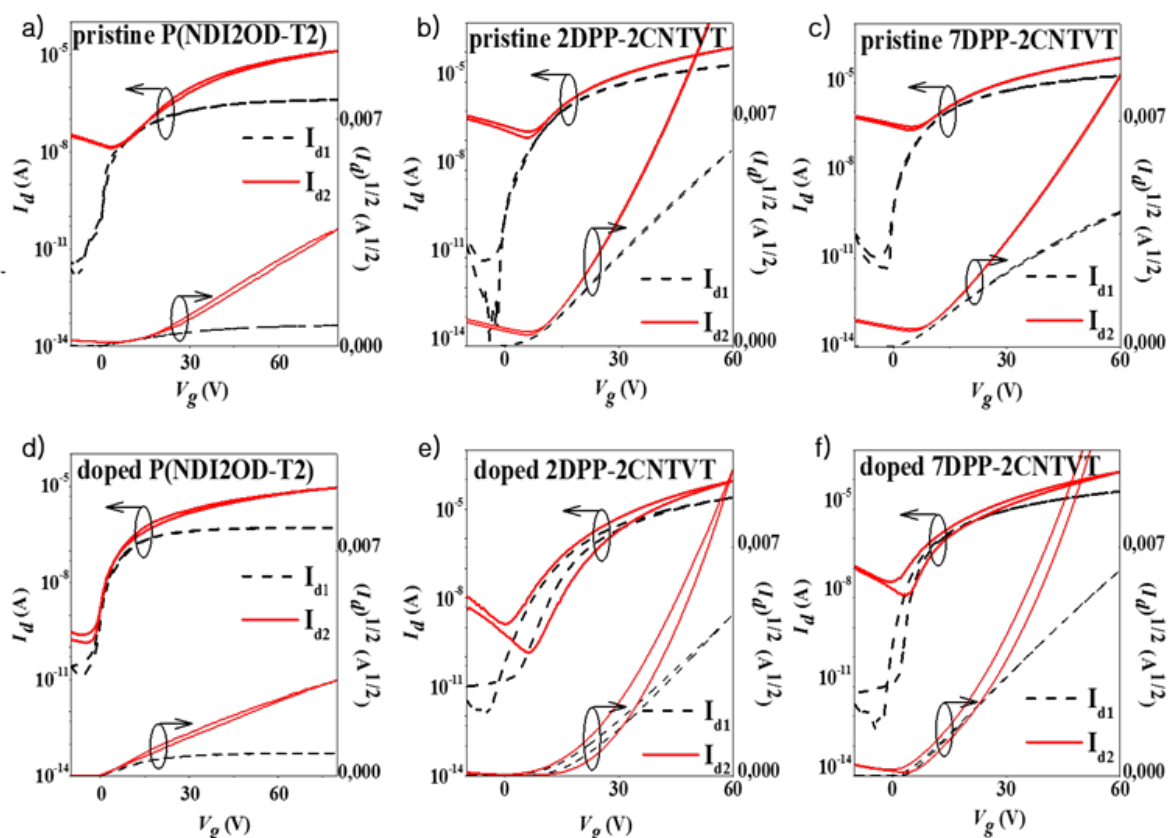 a)
pristine P(NDI2OD-T2)
10⁻⁵
10⁻⁸
10⁻¹¹
10⁻¹⁴
I_d (A)
0,007
0,000
(I_d)^1/2 (A^1/2)
I_d1
I_d2
0
30
60
V_g (V)
b)
pristine 2DPP-2CNTVT
10⁻⁵
10⁻⁸
10⁻¹¹
10⁻¹⁴
I_d (A)
0,007
0,000
(I_d)^1/2 (A^1/2)
I_d1
I_d2
0
30
60
V_g (V)
c)
pristine 7DPP-2CNTVT
10⁻⁵
10⁻⁸
10⁻¹¹
10⁻¹⁴
I_d (A)
0,007
0,000
(I_d)^1/2 (A^1/2)
I_d1
I_d2
0
30
60
V_g (V)
d)
doped P(NDI2OD-T2)
10⁻⁵
10⁻⁸
10⁻¹¹
10⁻¹⁴
I_d (A)
0,007
0,000
(I_d)^1/2 (A^1/2)
I_d1
I_d2
0
30
60
V_g (V)
e)
doped 2DPP-2CNTVT
10⁻⁵
10⁻⁸
10⁻¹¹
10⁻¹⁴
I_d (A)
0,007
0,000
(I_d)^1/2 (A^1/2)
I_d1
I_d2
0
30
60
V_g (V)
f)
doped 7DPP-2CNTVT
10⁻⁵
10⁻⁸
10⁻¹¹
10⁻¹⁴
I_d (A)
0,007
0,000
(I_d)^1/2 (A^1/2)
I_d1
I_d2
0
30
60
V_g (V)